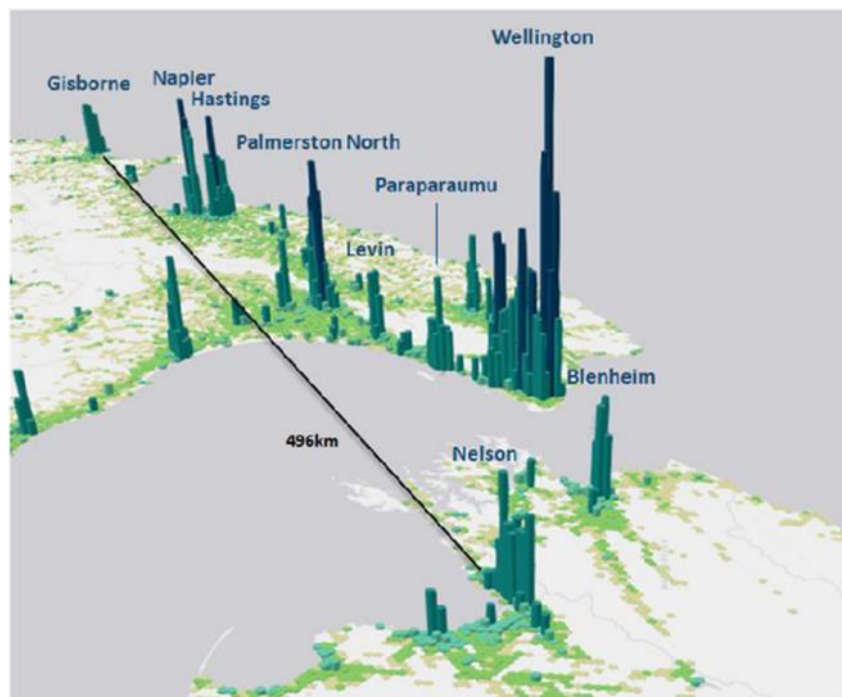 Wellington
Gisborne
Napier
Hastings
Palmerston North
Paraparaumu
Levin
Blenheim
496km
Nelson